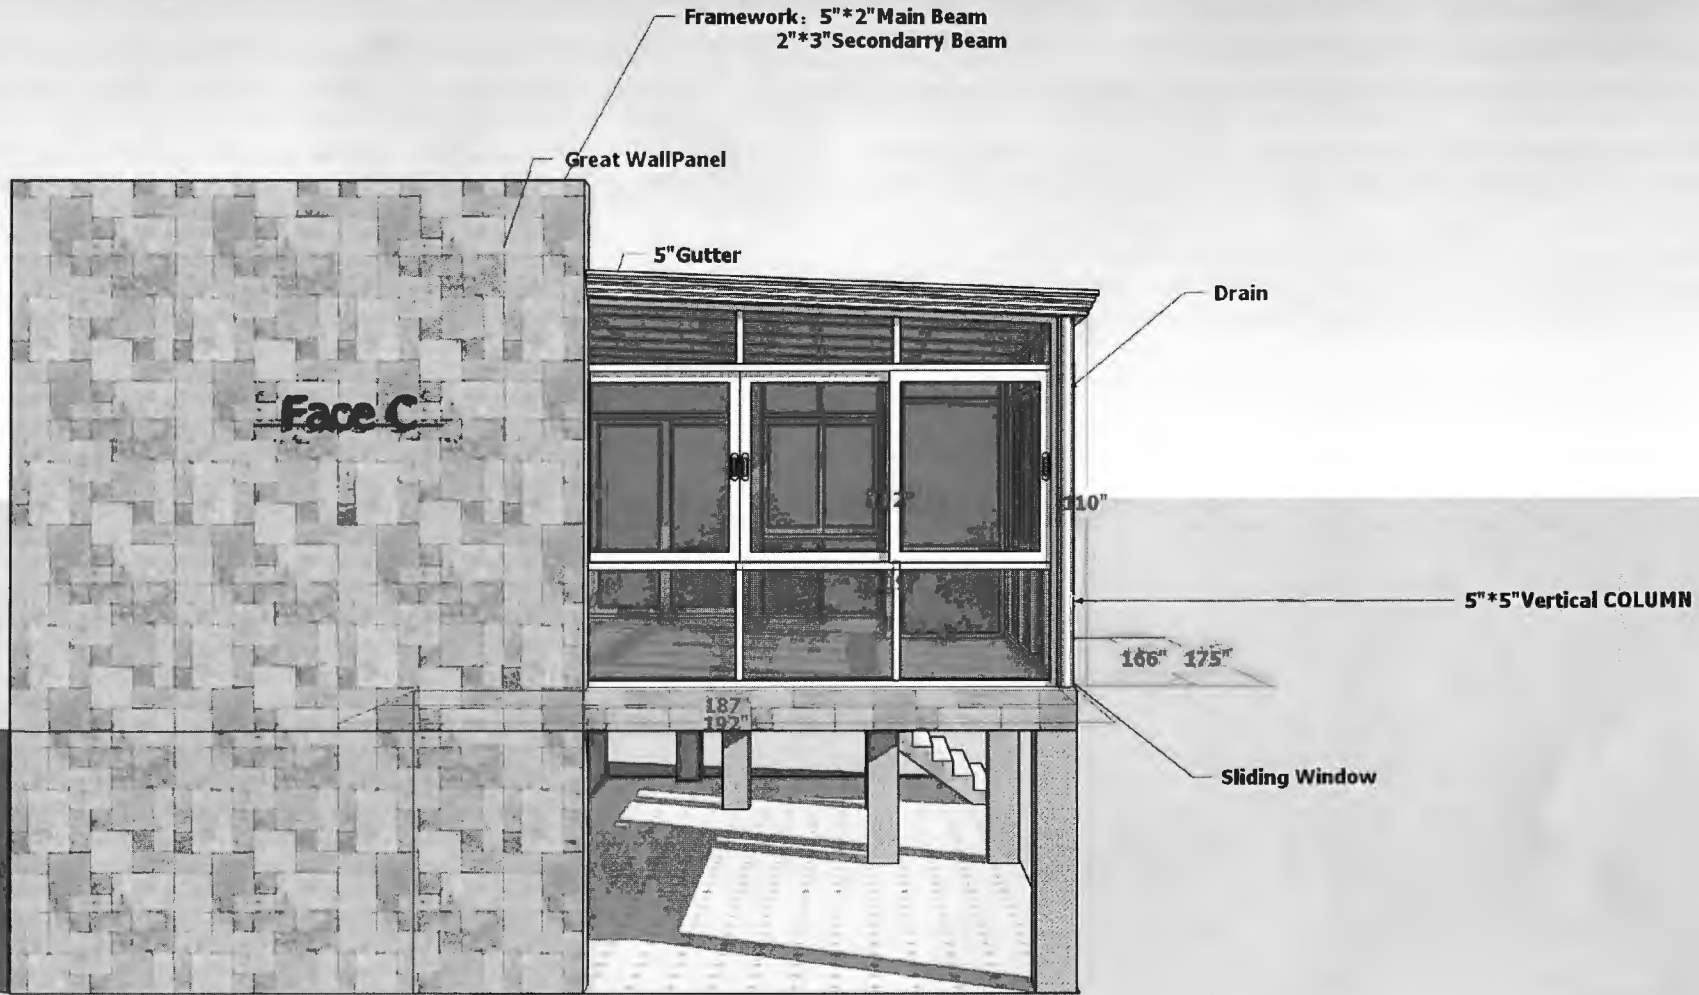 Framework: 5"*2"Main Beam
2"*3"Secondarry Beam
Great WallPanel
5"Gutter
Drain
Face C
110"
5"*5"Vertical COLUMN
166" 175"
187
192"
Sliding Window